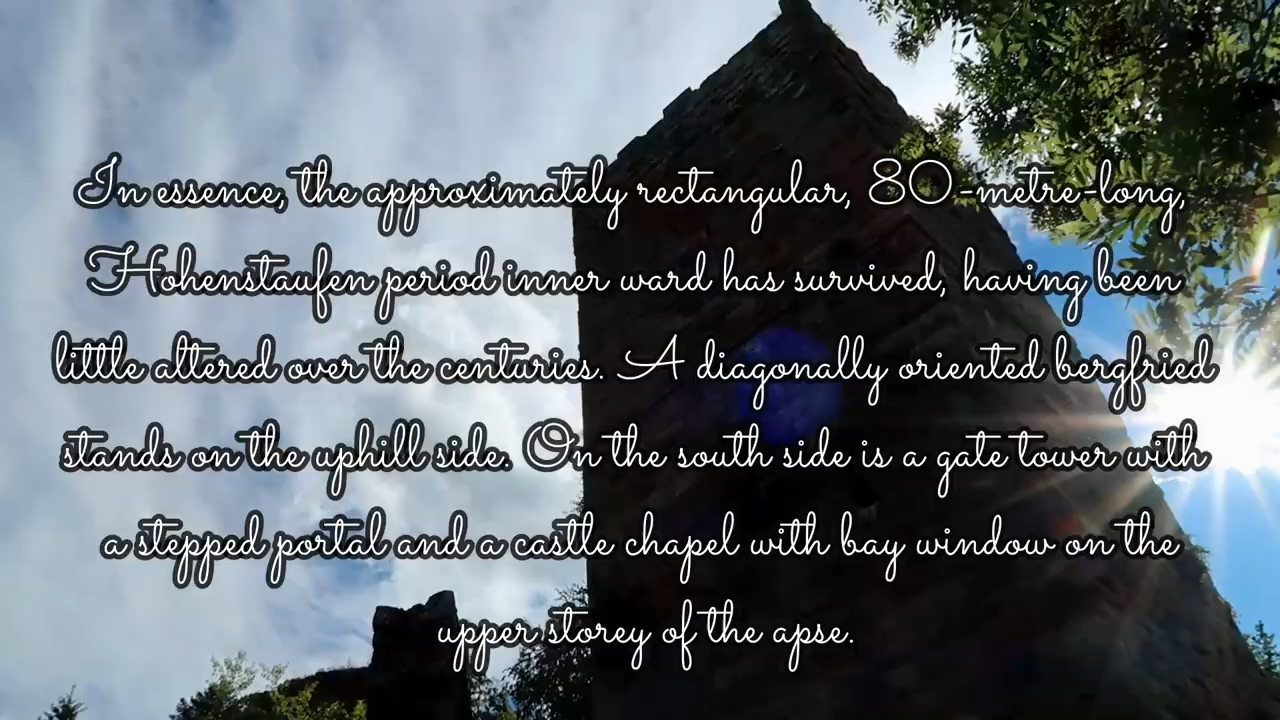 In essence, the approximately rectangular, 80-metre-long,
Hohenstaufen period inner ward has survived, having been
little altered over the centuries. A diagonally oriented bergfried
stands on the uphill side. On the south side is a gate tower with
a stepped portal and a castle chapel with bay window on the
upper storey of the apse.